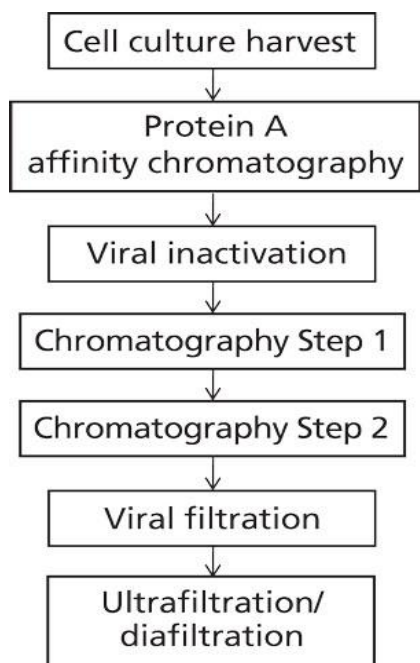 Cell culture harvest
Protein A
affinity chromatography
Viral inactivation
Chromatography Step 1
Chromatography Step 2
Viral filtration
Ultrafiltration/
diafiltration